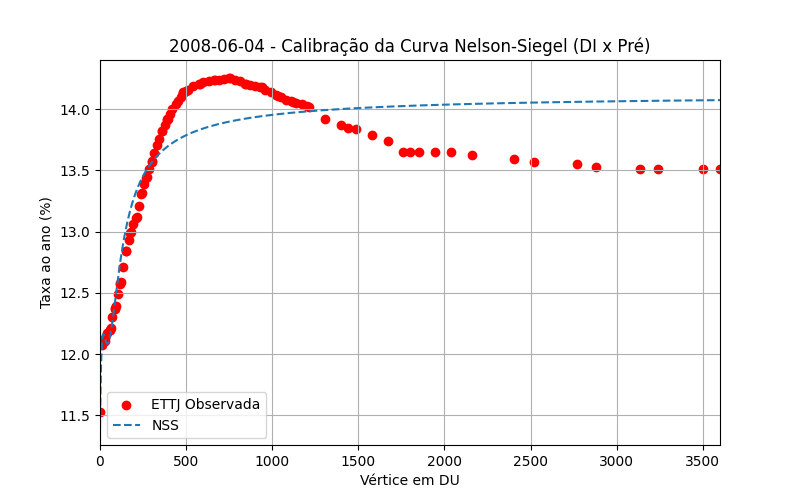 2008-06-04 - Calibração da Curva Nelson-Siegel (DI x Pré)
Taxa ao ano (%)
14.0
13.5
13.0
12.5
12.0
11.5
ETTJ Observada
NSS
0 500 1000 1500 2000 2500 3000 3500
Vértice em DU